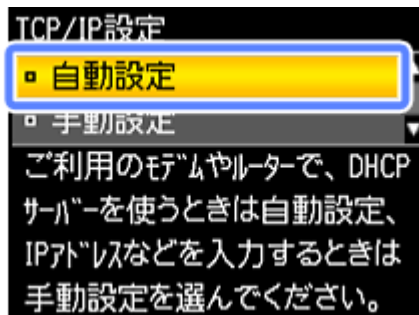 TCP/IP設定
▫ 自動設定
▫ 手動設定
ご利用のﾓﾃﾞﾑやﾙｰﾀｰで、DHCP
ｻｰﾊﾞｰを使うときは自動設定、
IPｱﾄﾞﾚｽなどを入力するときは
手動設定を選んでください。